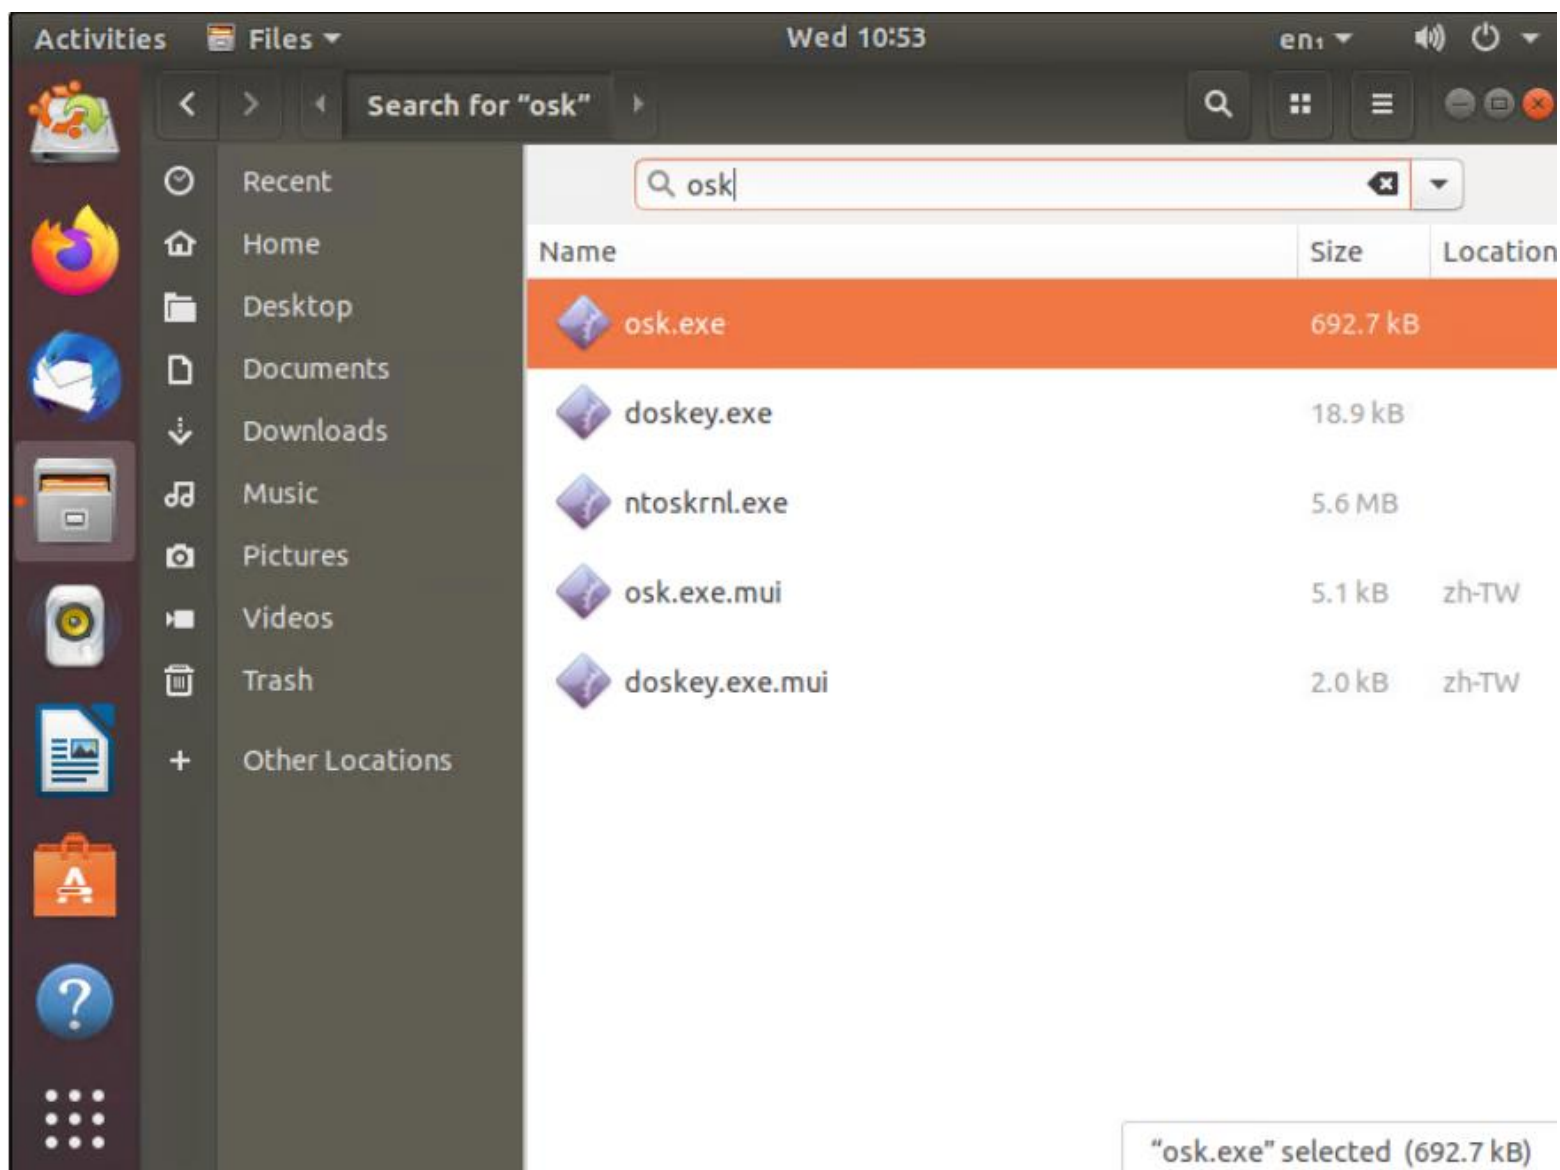 Activities Files Wed 10:53 en₁
Search for “osk”
Recent
Home
Desktop
Documents
Downloads
Music
Pictures
Videos
Trash
Other Locations
osk
Name Size Location
osk.exe 692.7 kB
doskey.exe 18.9 kB
ntoskrnl.exe 5.6 MB
osk.exe.mui 5.1 kB zh-TW
doskey.exe.mui 2.0 kB zh-TW
“osk.exe” selected (692.7 kB)